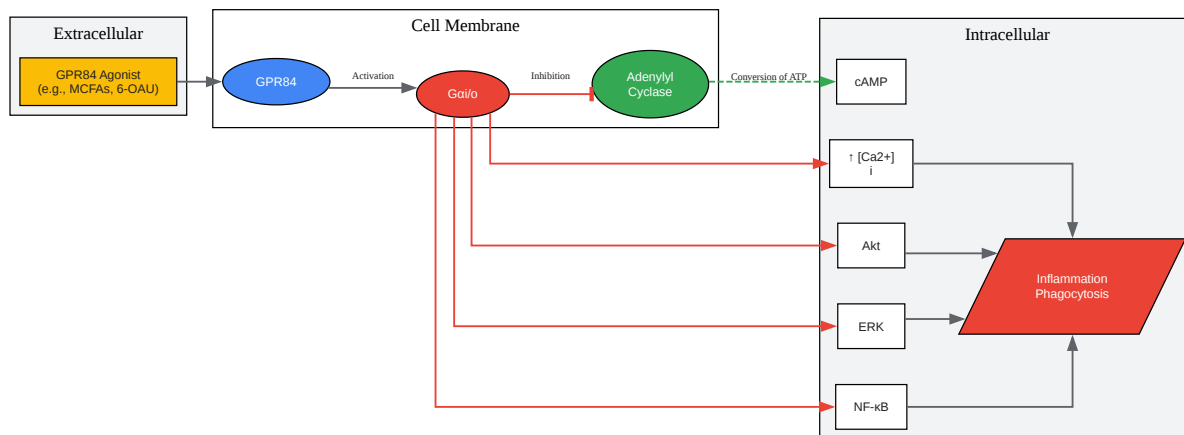 Extracellular
GPR84 Agonist
(e.g., MCFAs, 6-OAU)
Cell Membrane
GPR84
Activation
Gαi/o
Inhibition
Adenylyl
Cyclase
Conversion of ATP
Intracellular
cAMP
↑ [Ca2+]
i
Akt
ERK
NF-κB
Inflammation
Phagocytosis